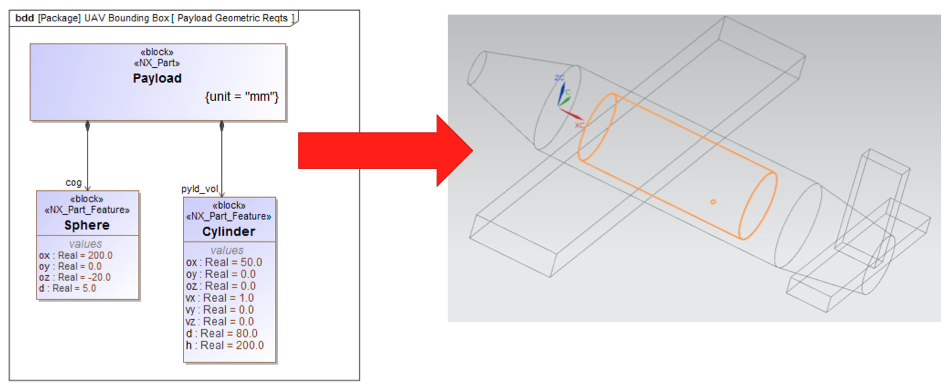 bdd [Package] UAV Bounding Box [ Payload Geometric Reqts ]
«block»
«NX_Part»
Payload
{unit = "mm"}
cog
«block»
«NX_Part_Feature»
Sphere
values
ox : Real = 200.0
oy : Real = 0.0
oz : Real = -20.0
d : Real = 5.0
pyld_vol
«block»
«NX_Part_Feature»
Cylinder
values
ox : Real = 50.0
oy : Real = 0.0
oz : Real = 0.0
vx : Real = 1.0
vy : Real = 0.0
vz : Real = 0.0
d : Real = 80.0
h : Real = 200.0
ZC
XC